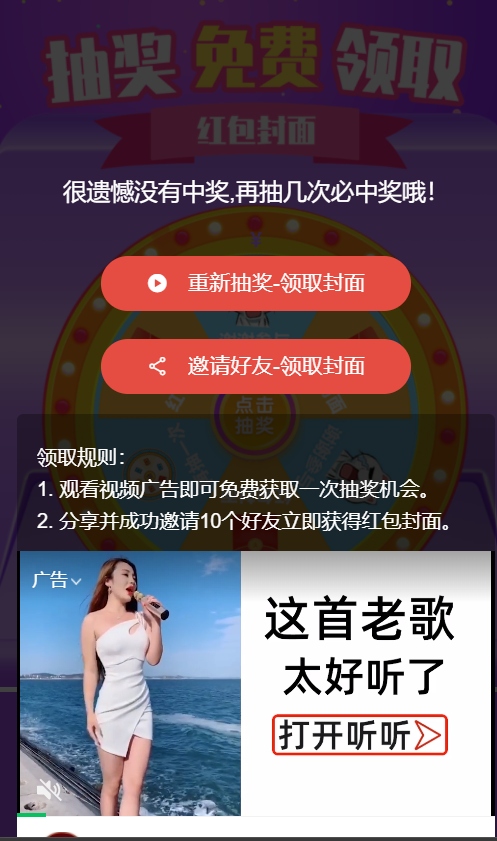 抽奖 免费 领取
红包封面
很遗憾没有中奖,再抽几次必中奖哦!
重新抽奖-领取封面
邀请好友-领取封面
点击
抽奖
领取规则:
1. 观看视频广告即可免费获取一次抽奖机会。
2. 分享并成功邀请10个好友立即获得红包封面。
广告
这首老歌
太好听了
打开听听